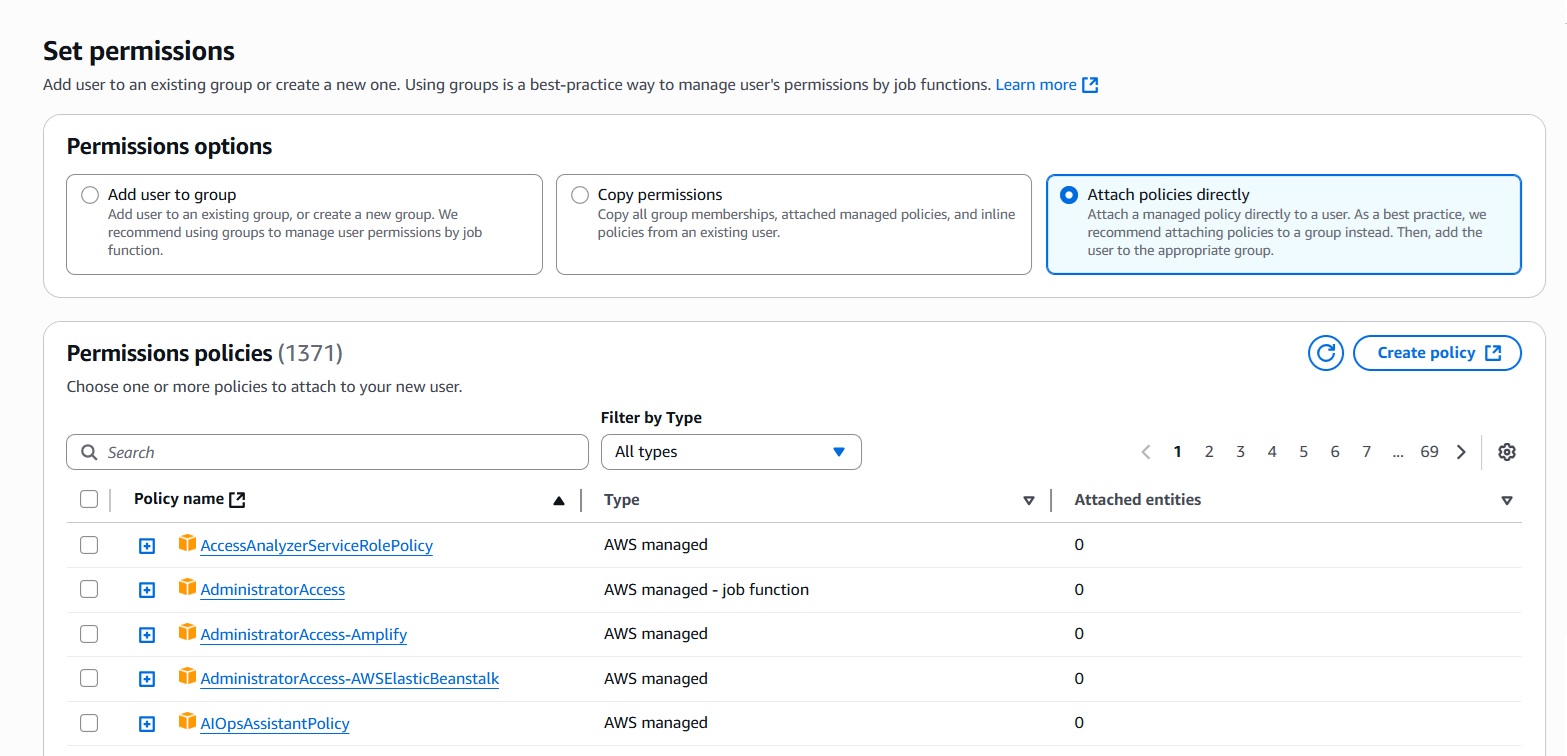 Set permissions
Add user to an existing group or create a new one. Using groups is a best-practice way to manage user's permissions by job functions. Learn more
Permissions options
Add user to group
Add user to an existing group, or create a new group. We
recommend using groups to manage user permissions by job
function.
Copy permissions
Copy all group memberships, attached managed policies, and inline
policies from an existing user.
Attach policies directly
Attach a managed policy directly to a user. As a best practice, we
recommend attaching policies to a group instead. Then, add the
user to the appropriate group.
Permissions policies (1371)
Create policy
Choose one or more policies to attach to your new user.
Filter by Type
Search
All types
1 2 3 4 5 6 7 ... 69
Policy name Type Attached entities
AccessAnalyzerServiceRolePolicy AWS managed 0
AdministratorAccess AWS managed - job function 0
AdministratorAccess-Amplify AWS managed 0
AdministratorAccess-AWSElasticBeanstalk AWS managed 0
AIOpsAssistantPolicy AWS managed 0